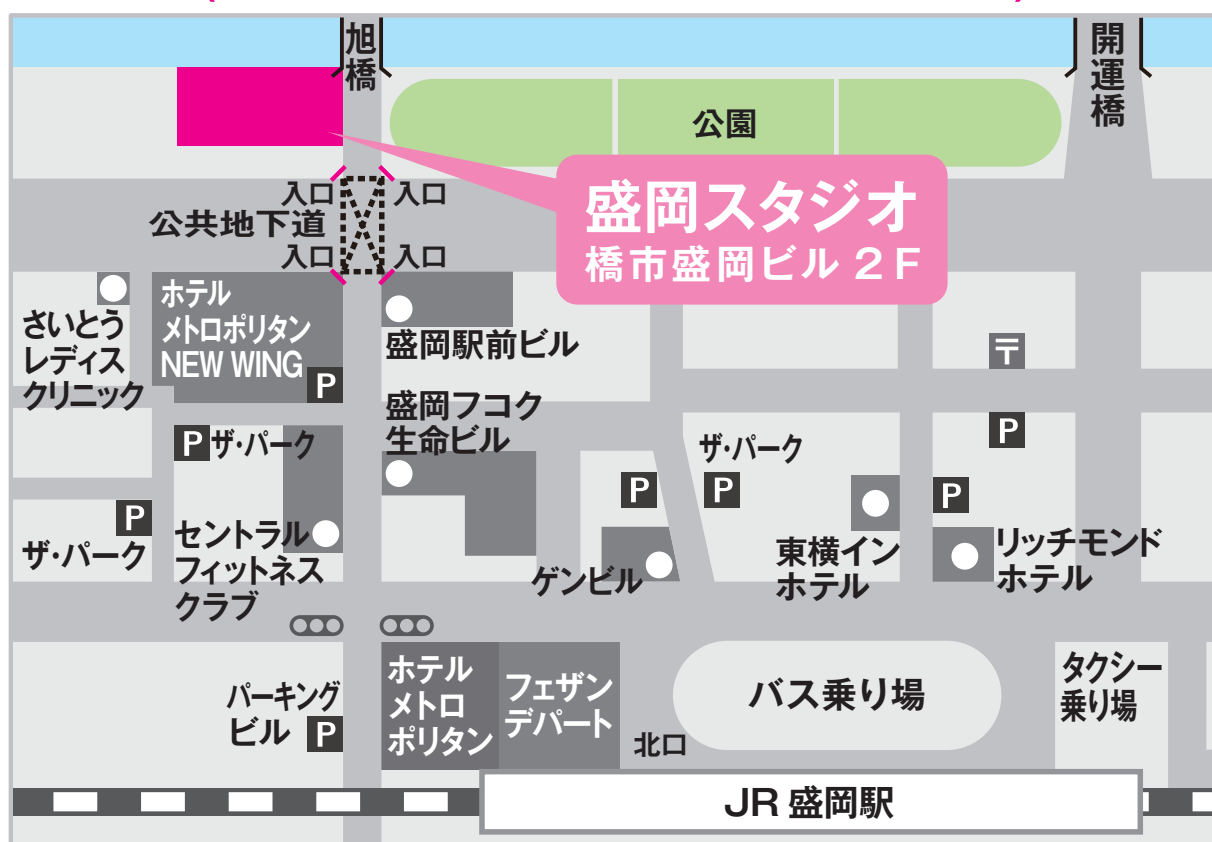 旭橋
開運橋
公園
盛岡スタジオ
橋市盛岡ビル 2F
入口
入口
公共地下道
入口
入口
さいとう
レディス
クリニック
ホテル
メトロポリタン
NEW WING
P
盛岡駅前ビル
〒
盛岡フコク
生命ビル
P
ザ・パーク
ザ・パーク
P
P
P
P
P
ザ・パーク
セントラル
フィットネス
クラブ
ゲンビル
東横イン
ホテル
リッチモンド
ホテル
パーキング
ビル
P
ホテル
メトロ
ポリタン
フェザン
デパート
北口
バス乗り場
タクシー
乗り場
JR 盛岡駅